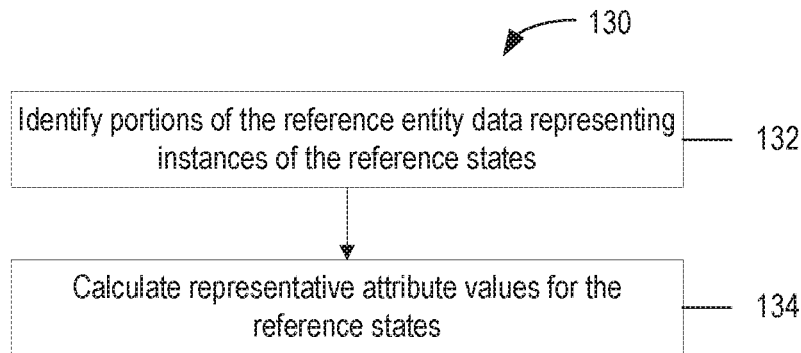 130
Identify portions of the reference entity data representing
instances of the reference states
132
Calculate representative attribute values for the
reference states
134